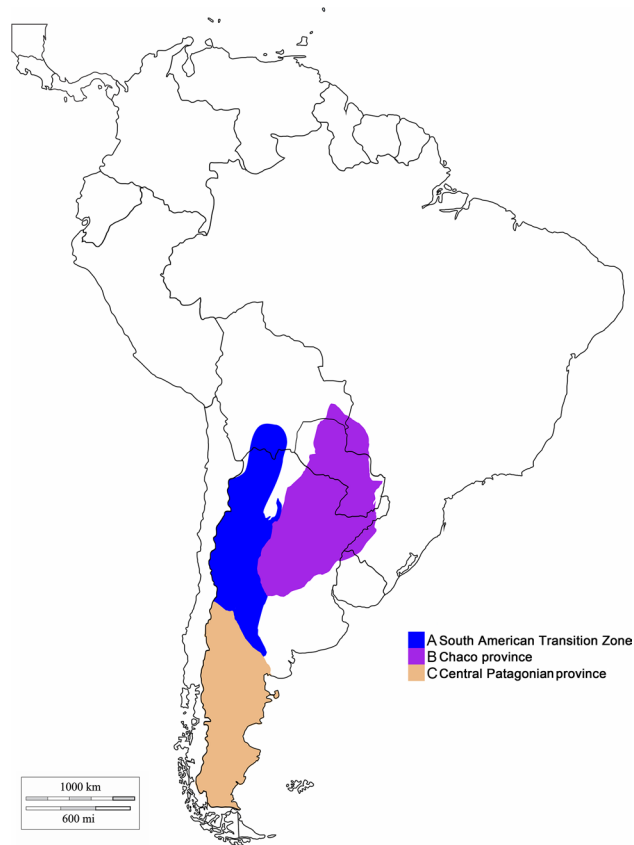 A South American Transition Zone
B Chaco province
C Central Patagonian province
1000 km
600 mi